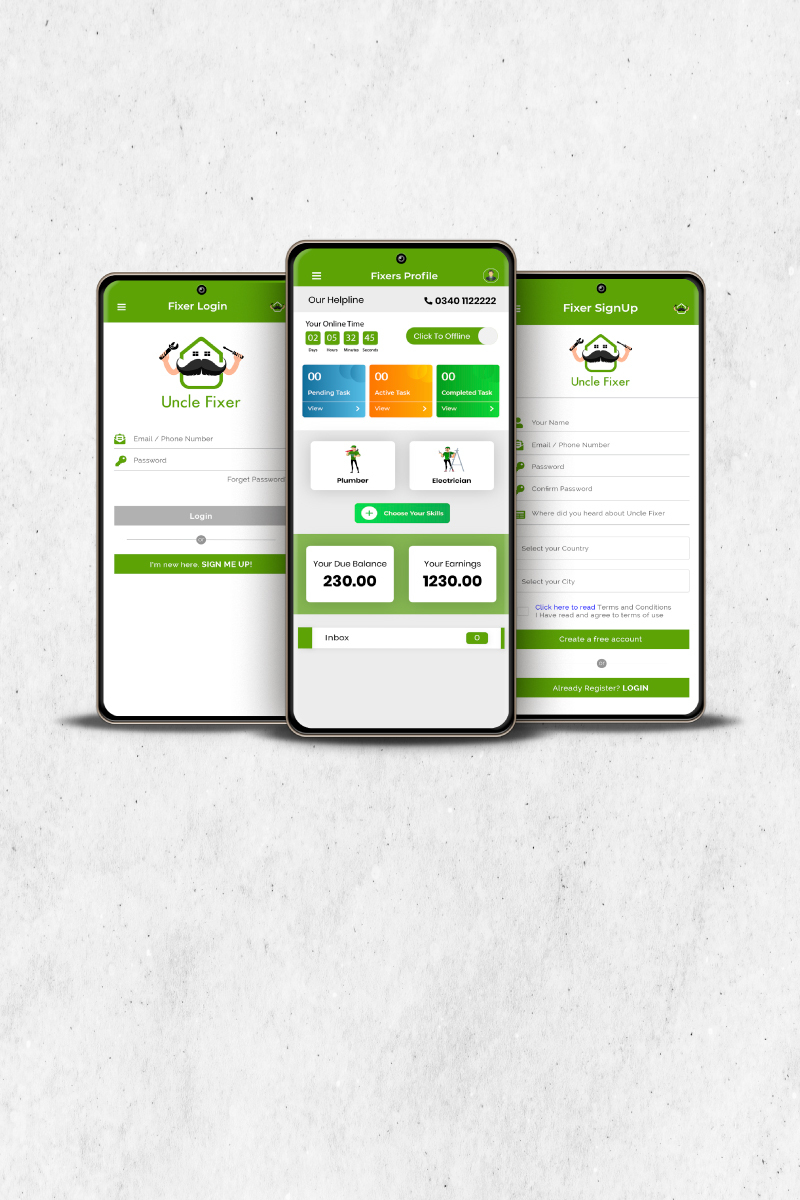 Fixer Login
Uncle Fixer
Email / Phone Number
Password
Forget Password
Login
or
I'm new here. SIGN ME UP!
Fixers Profile
Our Helpline
0340 1122222
Your Online Time
02 05 32 45
Days Hours Minutes Seconds
Click To Offline
00
Pending Task
View
00
Active Task
View
00
Completed Task
View
Plumber
Electrician
Choose Your Skills
Your Due Balance
230.00
Your Earnings
1230.00
Inbox
0
Fixer SignUp
Uncle Fixer
Your Name
Email / Phone Number
Password
Confirm Password
Where did you heard about Uncle Fixer
Select your Country
Select your City
Click here to read Terms and Conditions
I Have read and agree to terms of use
Create a free account
or
Already Register? LOGIN